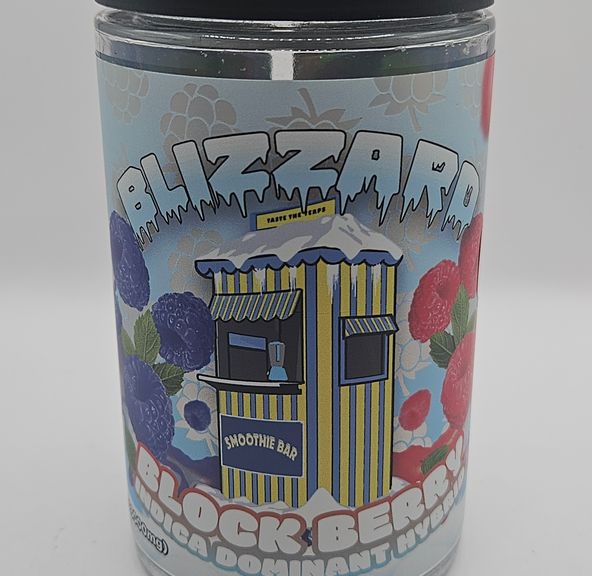 BLIZZARD
TASTE THE TERPS
SMOOTHIE BAR
BLOCK BERRY
INDICA DOMINANT HYBRID